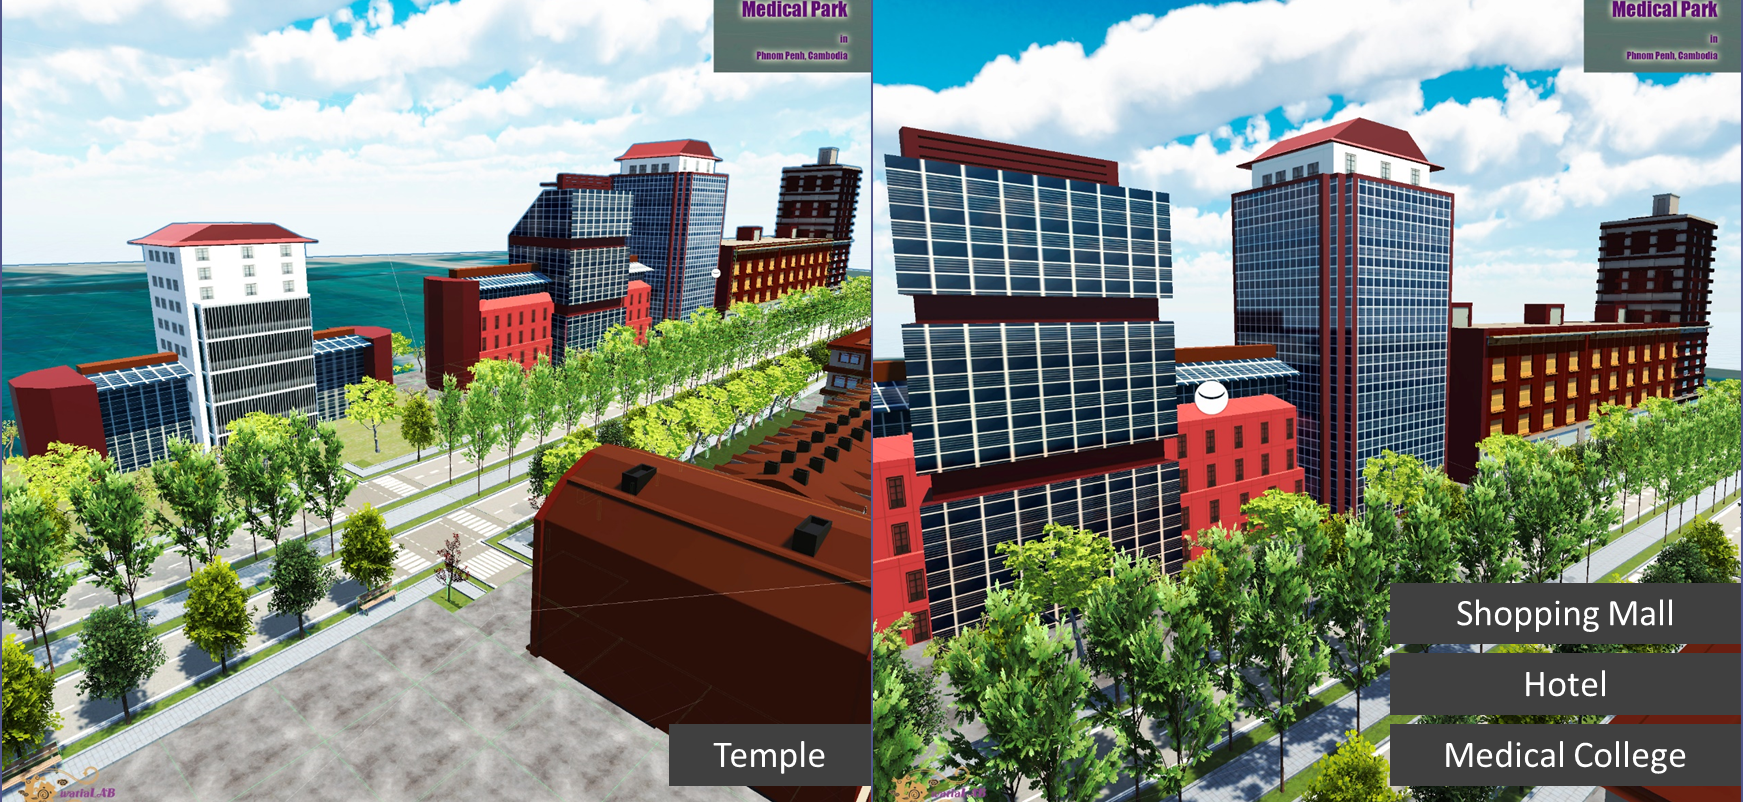 Medical Park
in
Phnom Penh, Cambodia
Temple
Medical Park
in
Phnom Penh, Cambodia
Shopping Mall
Hotel
Medical College